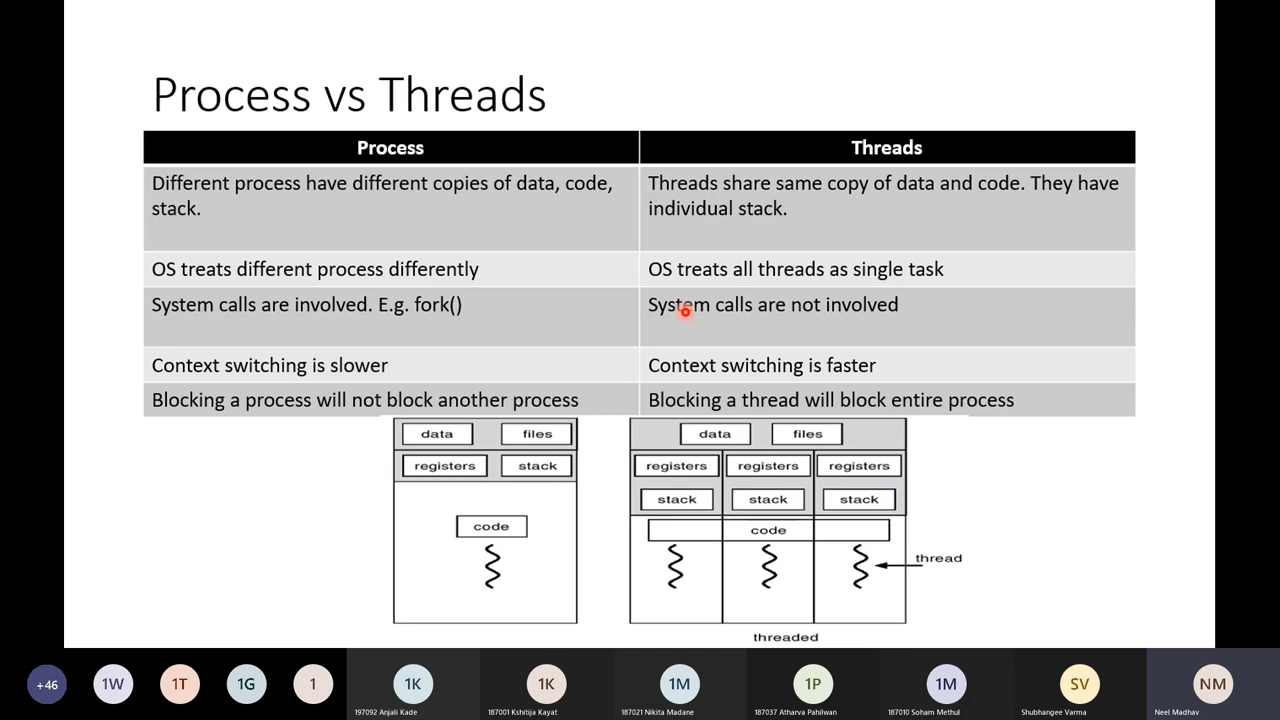 Process vs Threads
Process
Threads
Different process have different copies of data, code,
stack.
Threads share same copy of data and code. They have
individual stack.
OS treats different process differently
OS treats all threads as single task
System calls are involved. E.g. fork()
System calls are not involved
Context switching is slower
Context switching is faster
Blocking a process will not block another process
Blocking a thread will block entire process
data files
registers stack
code
data files
registers registers registers
stack stack stack
code
thread
threaded
+46 1W 1T 1G 1 1K 1K 1M 1P 1M SV NM
197092 Anjali Kade 187001 Kshitija Kayat 187021 Nikita Madane 187037 Atharva Pahilwan 187010 Soham Methul Shubhangee Varma Neel Madhav